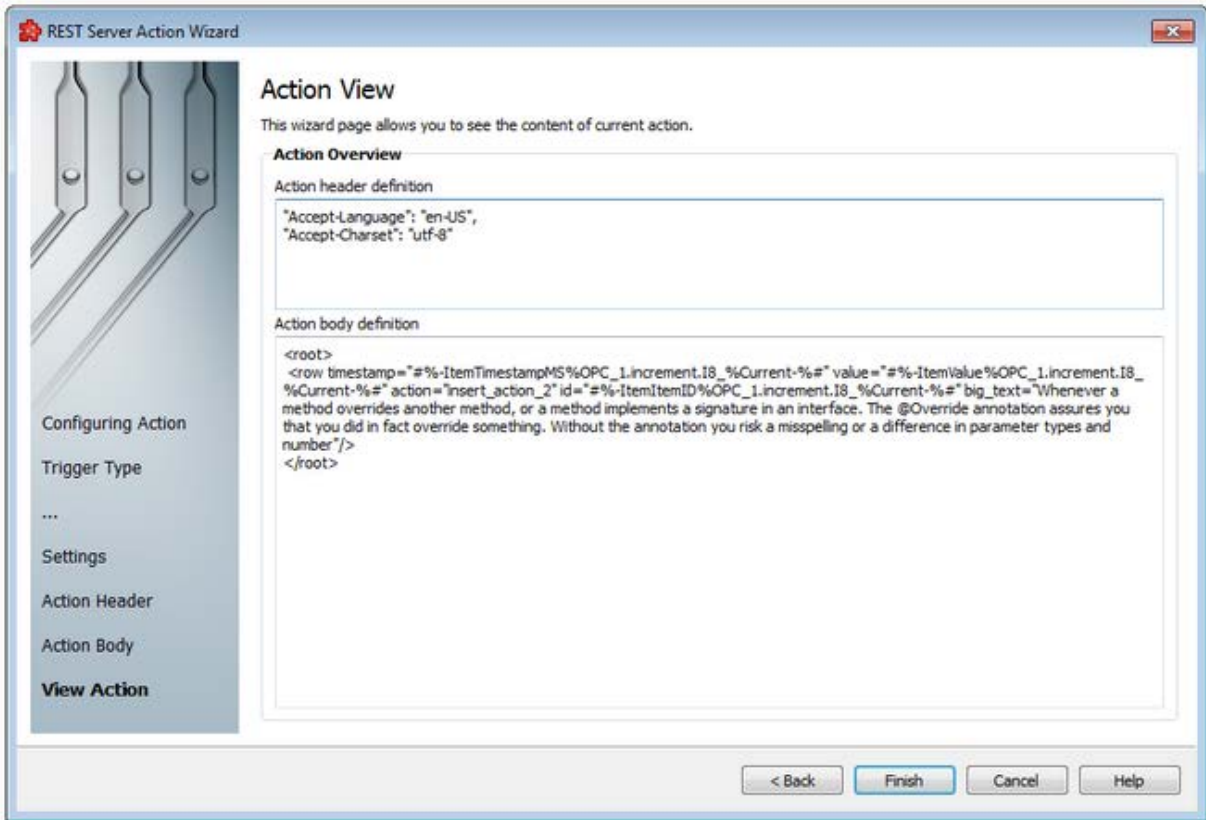 REST Server Action Wizard
Action View
This wizard page allows you to see the content of current action.
Action Overview
Action header definition
"Accept-Language": "en-US",
"Accept-Charset": "utf-8"
Action body definition
<root>
<row timestamp="#%-ItemTimestampMS%OPC_1.increment.I8_%Current-%#" value="#%-ItemValue%OPC_1.increment.I8_
%Current-%#" action="insert_action_2" id="#%-ItemItemID%OPC_1.increment.I8_%Current-%#" big_text="Whenever a
method overrides another method, or a method implements a signature in an interface. The @Override annotation assures you
that you did in fact override something. Without the annotation you risk a misspelling or a difference in parameter types and
number"/>
</root>
Configuring Action
Trigger Type
...
Settings
Action Header
Action Body
View Action
< Back
Finish
Cancel
Help